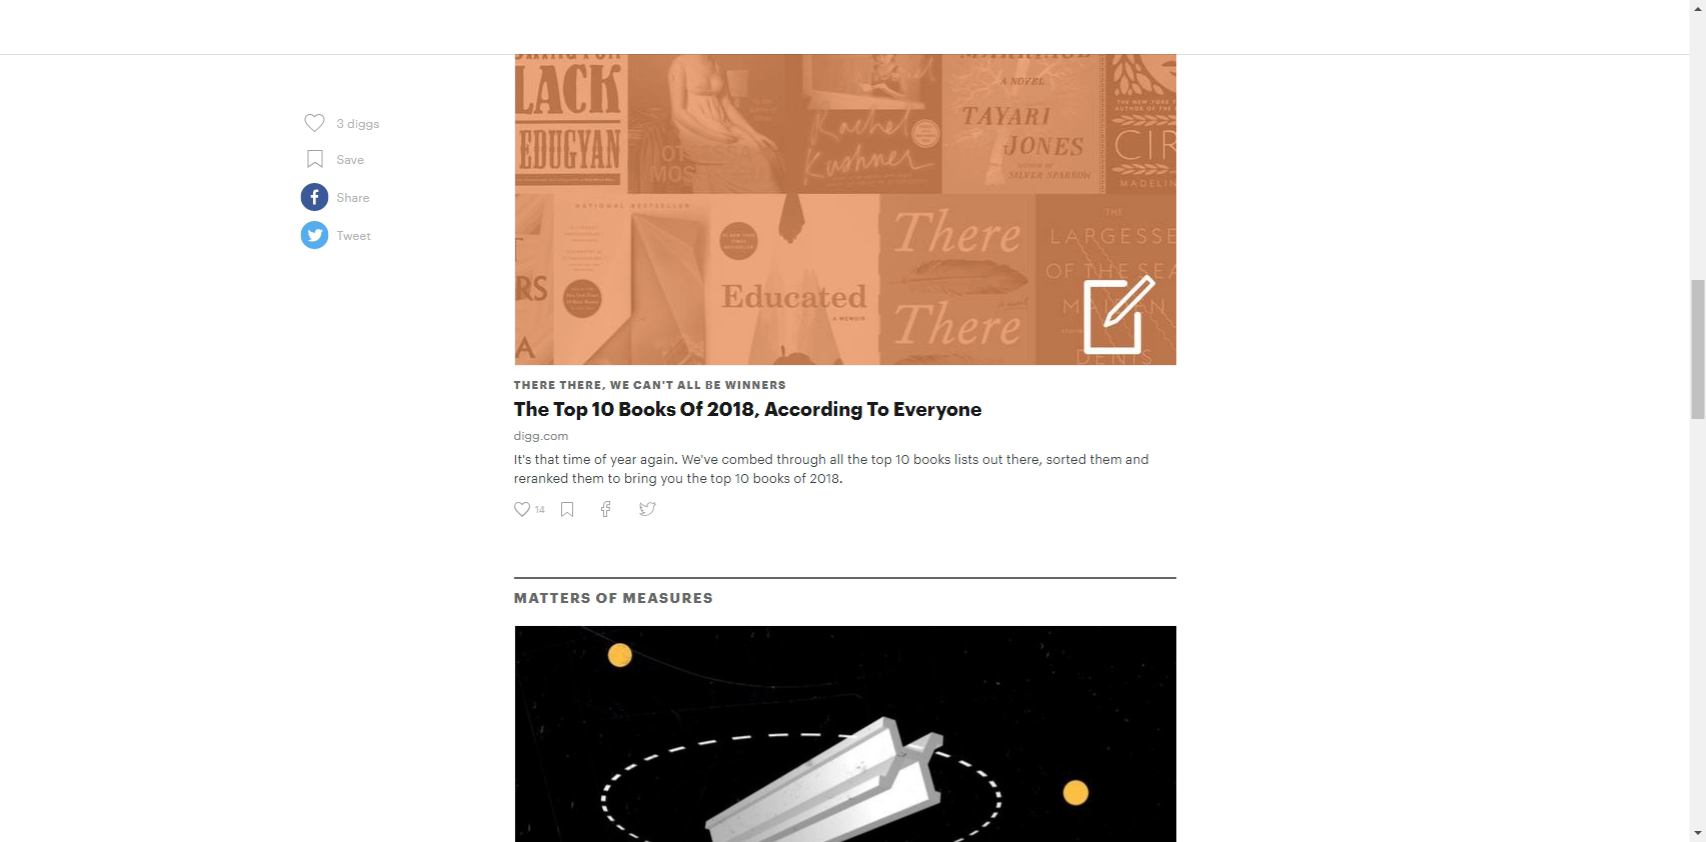 3 diggs
Save
Share
Tweet
LACK
EDUGYAN
Rachel
Kushner
A NOVEL
TAYARI
JONES
SILVER SPARROW
CIR
MADELIN
NATIONAL BESTSELLER
RS
A
Educated
A MEMOIR
There
There
THE
LARGESSE
OF THE SEA
MAIDEN
DENIS
THERE THERE, WE CAN'T ALL BE WINNERS
The Top 10 Books Of 2018, According To Everyone
digg.com
It's that time of year again. We've combed through all the top 10 books lists out there, sorted them and
reranked them to bring you the top 10 books of 2018.
14
MATTERS OF MEASURES